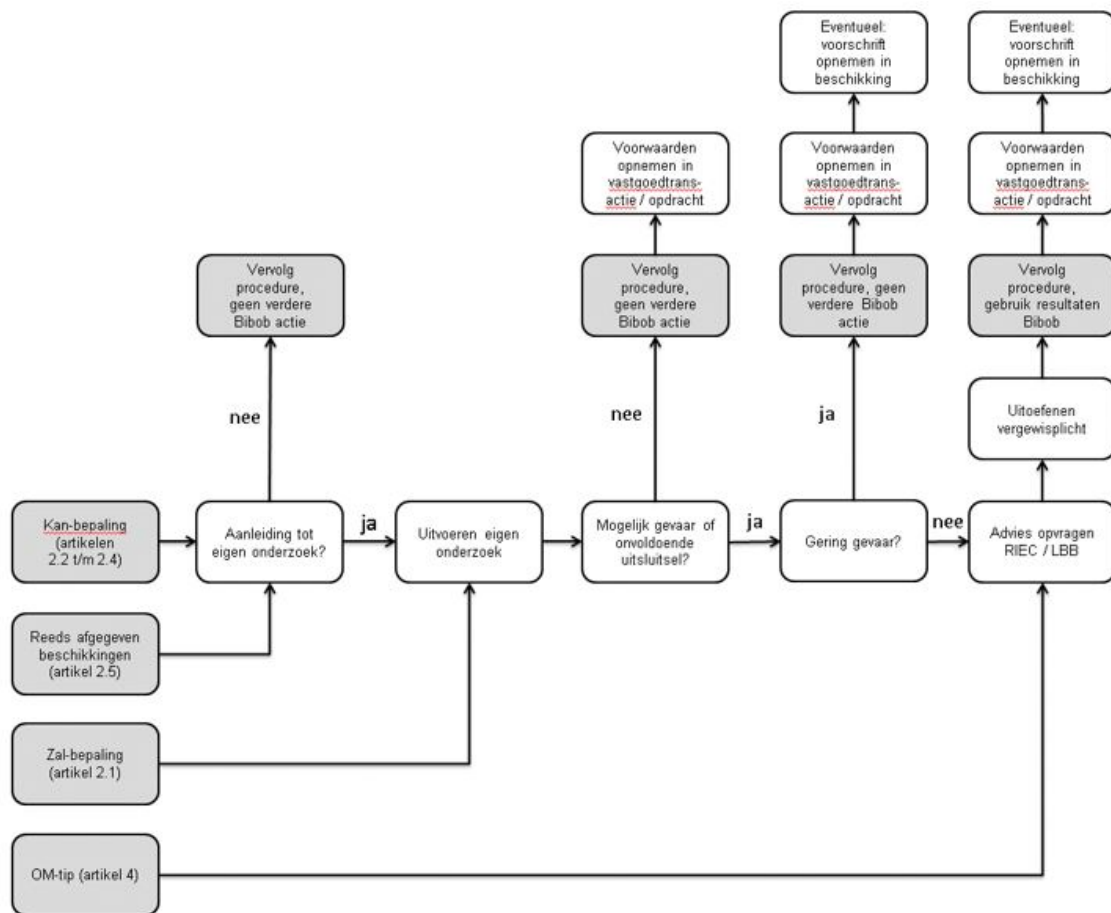 Eventueel:
voorschrift
opnemen in
beschikking
Eventueel:
voorschrift
opnemen in
beschikking
Voorwaarden
opnemen in
vastgoedtrans-
actie / opdracht
Voorwaarden
opnemen in
vastgoedtrans-
actie / opdracht
Voorwaarden
opnemen in
vastgoedtrans-
actie / opdracht
Vervolg
procedure,
geen verdere
Bibob actie
Vervolg
procedure,
geen verdere
Bibob actie
Vervolg
procedure, geen
verdere Bibob
actie
Vervolg
procedure,
gebruik resultaten
Bibob
nee
nee
ja
Uitoefenen
vergewisplicht
Kan-bepaling
(artikelen
2.2 t/m 2.4)
Aanleiding tot
eigen onderzoek?
ja
Uitvoeren eigen
onderzoek
Mogelijk gevaar of
onvoldoende
uitsluitsel?
ja
Gering gevaar?
nee
Advies opvragen
RIEC / LBB
Reeds afgegeven
beschikkingen
(artikel 2.5)
Zal-bepaling
(artikel 2.1)
OM-tip (artikel 4)